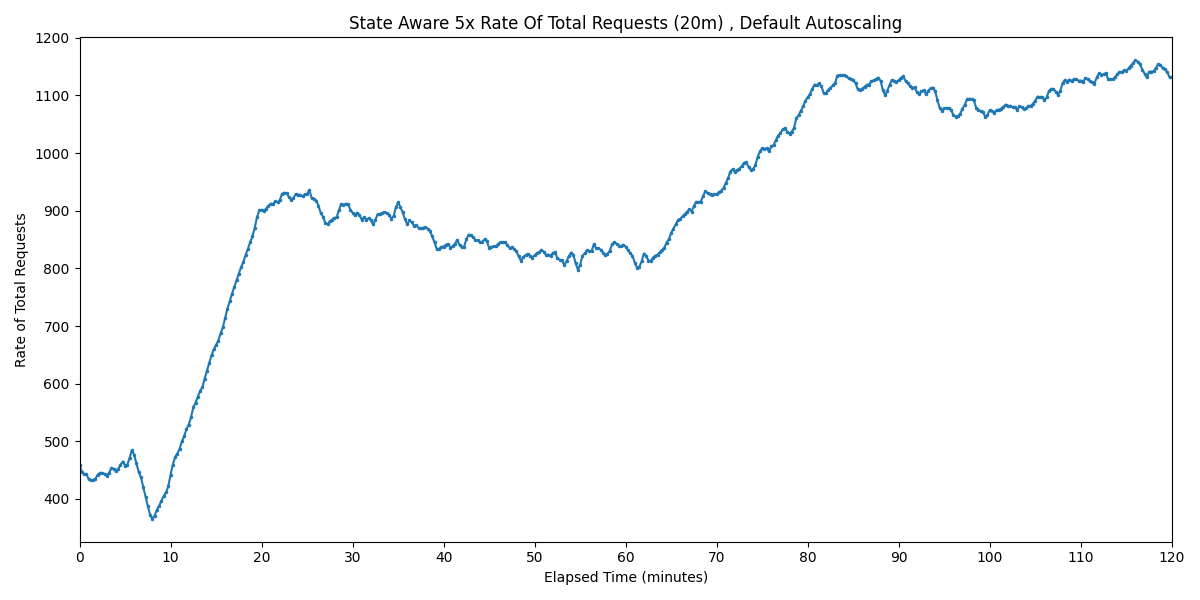 State Aware 5x Rate Of Total Requests (20m) , Default Autoscaling
1200
1100
1000
900
800
700
600
500
400
Rate of Total Requests
0 10 20 30 40 50 60 70 80 90 100 110 120
Elapsed Time (minutes)